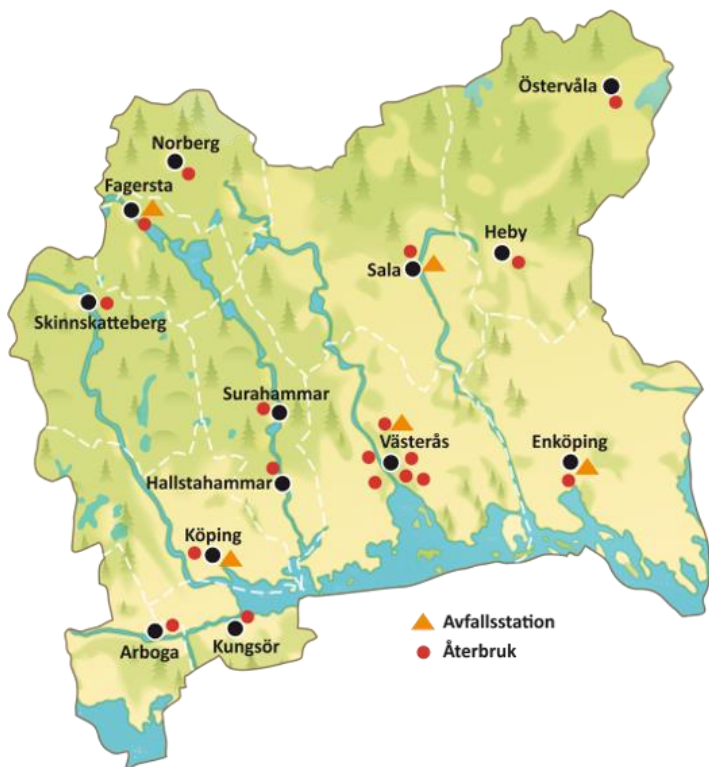 Östervåla
Norberg
Fagersta
Heby
Sala
Skinnskatteberg
Surahammar
Västerås
Enköping
Hallstahammar
Köping
Avfallsstation
Arboga
Kungsör
Återbruk